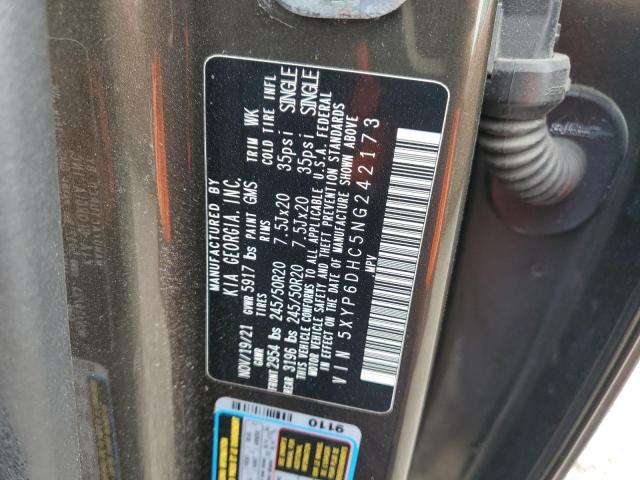 MANUFACTURED BY
KIA GEORGIA, INC.
NOV/19/21 GVWR 5917 lbs PAINT GMS TRIM WK
GAWR TIRES RIMS COLD TIRE INFL
FRONT 2954 lbs 245/50R20 7.5Jx20 35psi SINGLE
REAR 3196 lbs 245/50R20 7.5Jx20 35psi SINGLE
THIS VEHICLE CONFORMS TO ALL APPLICABLE U.S.A. FEDERAL
MOTOR VEHICLE SAFETY AND THEFT PREVENTION STANDARDS
IN EFFECT ON THE DATE OF MANUFACTURE SHOWN ABOVE
VIN 5XYP6DHC5NG242173
MPV
9110